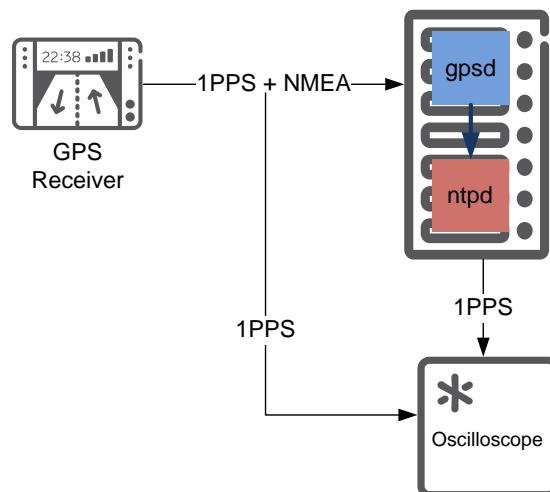 22:38
GPS
Receiver
1PPS + NMEA
gpsd
ntpd
1PPS
1PPS
Oscilloscope